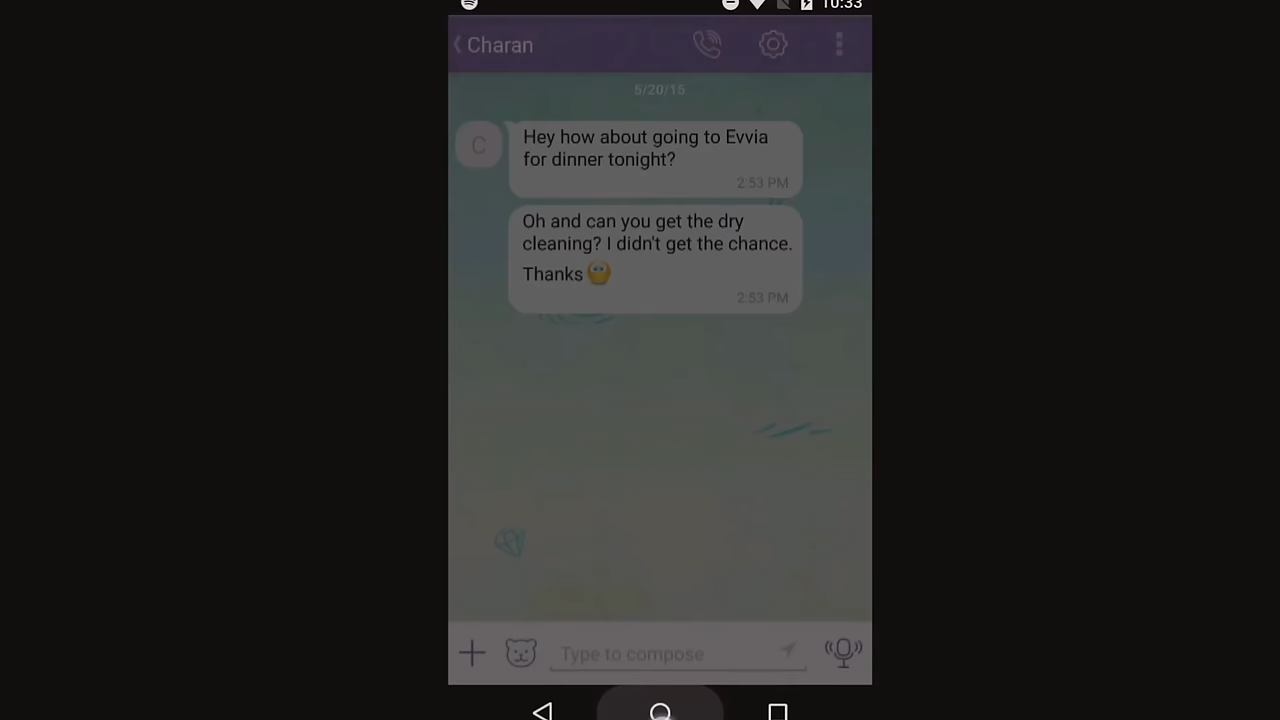 10:33
Charan
5/20/15
C
Hey how about going to Evvia
for dinner tonight?
2:53 PM
Oh and can you get the dry
cleaning? I didn't get the chance.
Thanks
2:53 PM
Type to compose